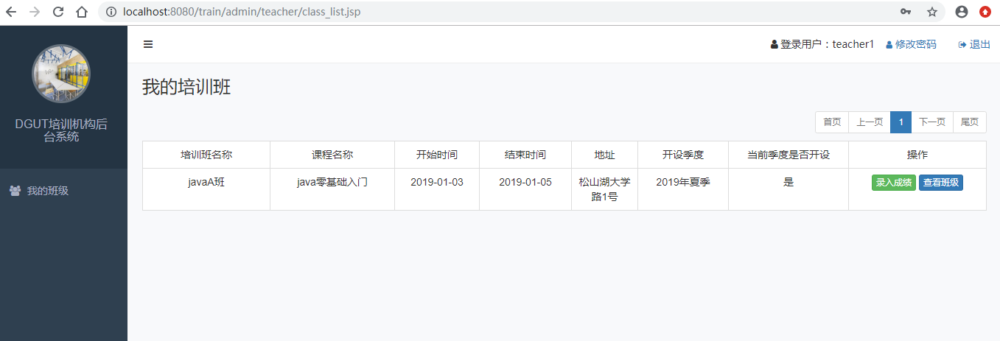 localhost:8080/train/admin/teacher/class_list.jsp
登录用户：teacher1 修改密码 退出
DGUT培训机构后
台系统
我的班级
我的培训班
首页 上一页 1 下一页 尾页
培训班名称 课程名称 开始时间 结束时间 地址 开设季度 当前季度是否开设 操作
javaA班 java零基础入门 2019-01-03 2019-01-05 松山湖大学 2019年夏季 是 录入成绩 查看班级
路1号